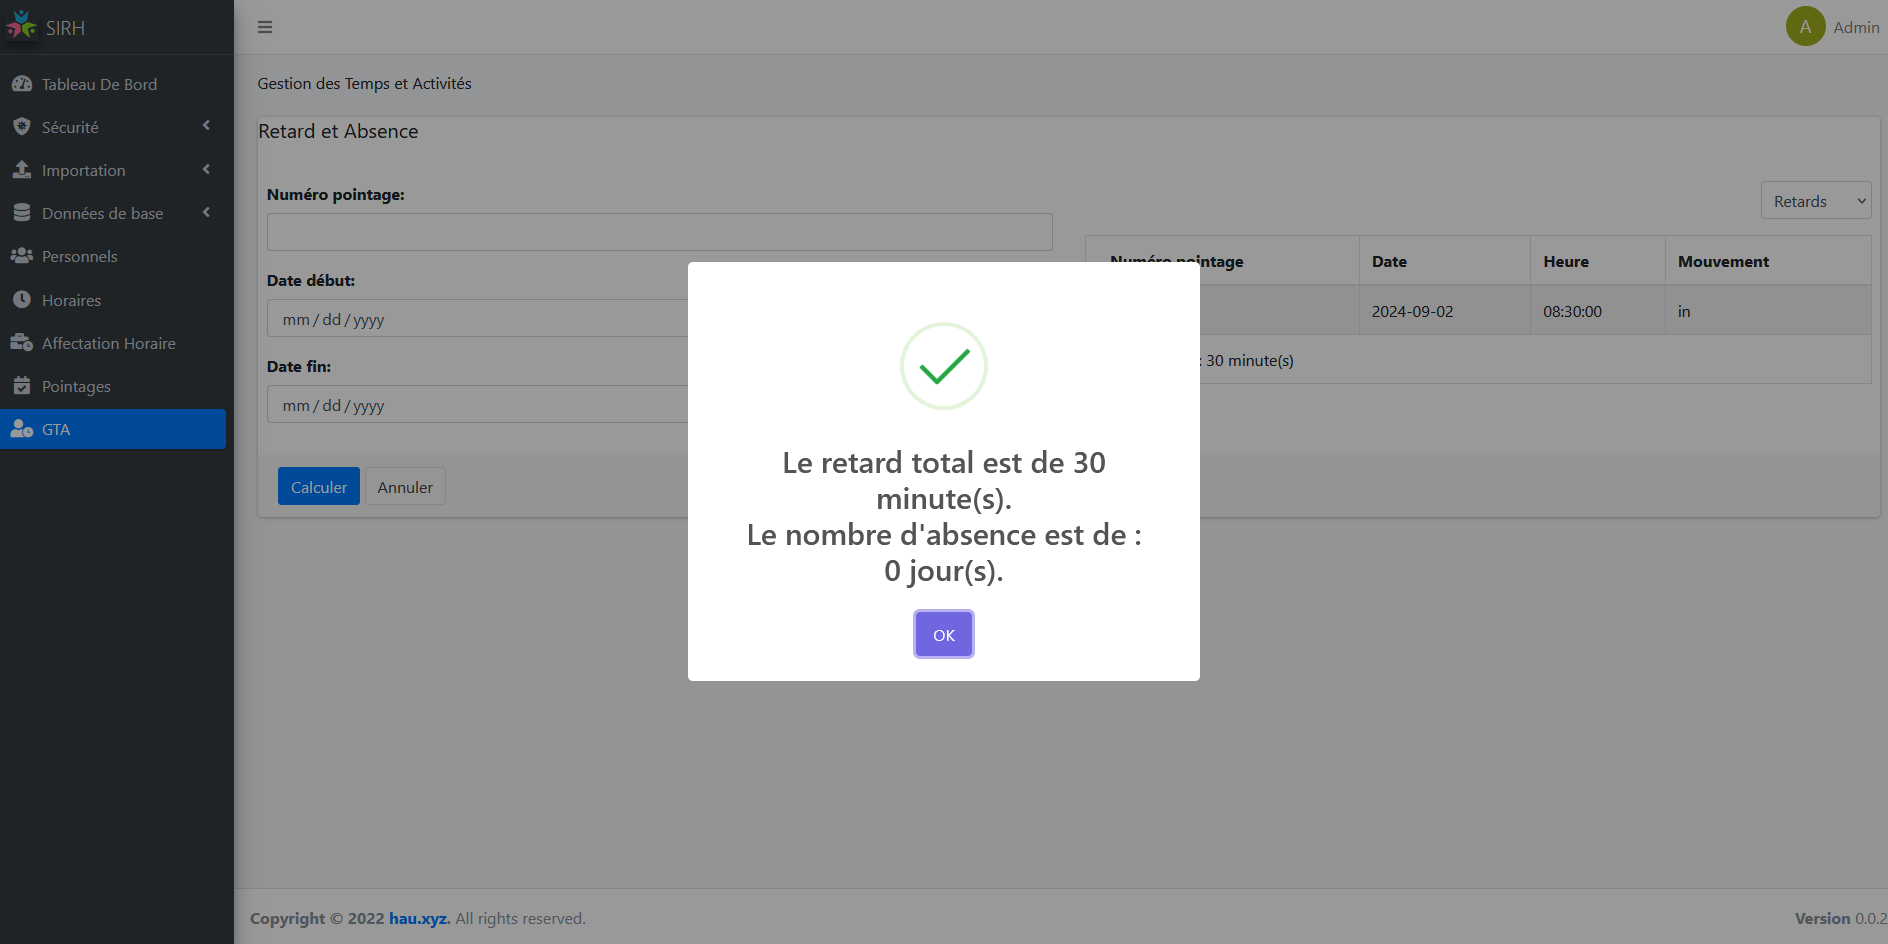 SIRH
Admin
Tableau De Bord
Sécurité
Importation
Données de base
Personnels
Horaires
Affectation Horaire
Pointages
GTA
Gestion des Temps et Activités
Retard et Absence
Numéro pointage:
Date début:
mm / dd / yyyy
Date fin:
mm / dd / yyyy
Calculer Annuler
Retards
Numéro pointage Date Heure Mouvement
2024-09-02 08:30:00 in
: 30 minute(s)
Le retard total est de 30
minute(s).
Le nombre d'absence est de :
0 jour(s).
OK
Copyright © 2022 hau.xyz. All rights reserved.
Version 0.0.2